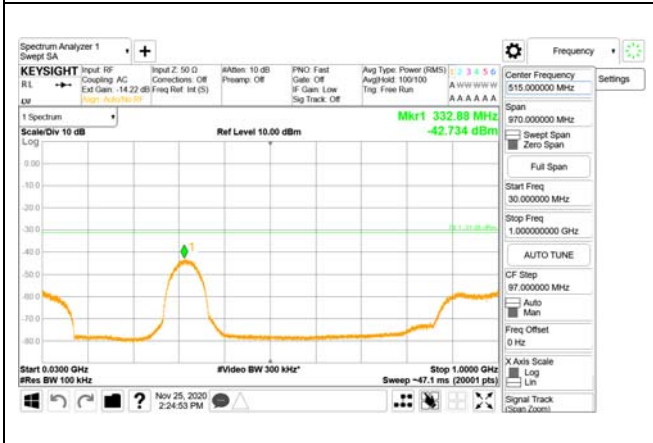 Spectrum Analyzer 1
Swept SA
Frequency
KEYSIGHT
Input: RF
Input Z: 50 Ω
#Atten: 10 dB
PNO: Fast
Avg Type: Power (RMS)
1 2 3 4 5 6
RL
Coupling: AC
Corrections: Off
Preamp: Off
Gate: Off
Avg|Hold: 100/100
A W W W W W
Ext Gain: -14.22 dB
Freq Ref: Int (S)
IF Gain: Low
Trig: Free Run
Align: Auto/No RF
Sig Track: Off
A A A A A A
LXI
1 Spectrum
Mkr1 332.88 MHz
Scale/Div 10 dB
Ref Level 10.00 dBm
-42.734 dBm
Log
0.00
-10.0
-20.0
-30.0
-40.0
-50.0
-60.0
-70.0
-80.0
1
Start 0.0300 GHz
#Video BW 300 kHz*
Stop 1.0000 GHz
#Res BW 100 kHz
Sweep ~47.1 ms (20001 pts)
?
Nov 25, 2020
2:24:53 PM
Center Frequency
515.000000 MHz
Settings
Span
970.000000 MHz
Swept Span
Zero Span
Full Span
Start Freq
30.000000 MHz
Stop Freq
1.000000000 GHz
AUTO TUNE
CF Step
97.000000 MHz
Auto
Man
Freq Offset
0 Hz
X Axis Scale
Log
Lin
Signal Track
(Span Zoom)